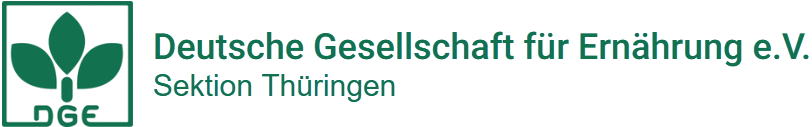 Deutsche Gesellschaft für Ernährung e.V.
Sektion Thüringen
DGE